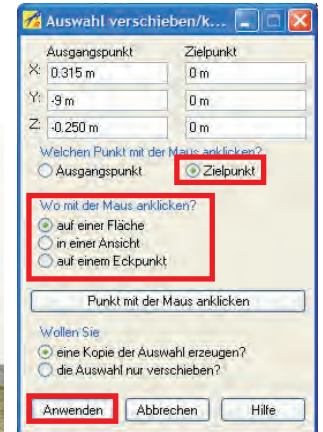 Auswahl verschieben/k...
Ausgangspunkt Zielpunkt
X: 0.315 m 0 m
Y: -9 m 0 m
Z: -0.250 m 0 m
Welchen Punkt mit der Maus anklicken?
Ausgangspunkt Zielpunkt
Wo mit der Maus anklicken?
auf einer Fläche
in einer Ansicht
auf einem Eckpunkt
Punkt mit der Maus anklicken
Wollen Sie
eine Kopie der Auswahl erzeugen?
die Auswahl nur verschieben?
Anwenden Abbrechen Hilfe